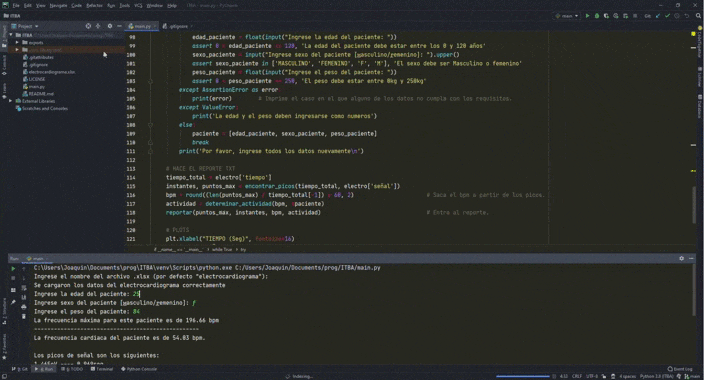 File Edit View Navigate Code Refactor Run Tools VCS Window Help
ITBA main
Project main.py .gitignore
ITBA
exports
.gitattributes
.gitignore
electrocardiograma.xlsx
LICENSE
main.py
README.md
External Libraries
Scratches and Consoles
98 edad_paciente = float(input("Ingrese la edad del paciente: "))
99 assert 0 < edad_paciente <= 120, 'La edad del paciente debe estar entre los 0 y 120 años'
100 sexo_paciente = input("Ingrese sexo del paciente [masculino/femenino]: ").upper()
101 assert sexo_paciente in ['MASCULINO', 'FEMENINO', 'F', 'M'], 'El sexo debe ser Masculino o femenino'
102 peso_paciente = float(input("Ingrese el peso del paciente: "))
103 assert 0 < peso_paciente <= 250, 'El peso debe estar entre 0kg y 250kg'
104 except AssertionError as error:
105 print(error) # Imprime el caso en el que alguno de los datos no cumpla con los requisitos.
106 except ValueError:
107 print('La edad y el peso deben ingresarse como numeros')
108 else:
109 paciente = [edad_paciente, sexo_paciente, peso_paciente]
110 break
111 print('Por favor, ingrese todos los datos nuevamente\n')
112
113 # HACE EL REPORTE TXT
114 tiempo_total = electro['tiempo']
115 instantes, puntos_max = encontrar_picos(tiempo_total, electro['señal'])
116 bpm = round((len(puntos_max) / tiempo_total[-1]) * 60, 2) # Saca el bpm a partir de los picos.
117 actividad = determinar_actividad(bpm, *paciente)
118 reportar(puntos_max, instantes, bpm, actividad) # Entra al reporte.
119
120 # PLOTS
121 plt.xlabel("TIEMPO (Seg)", fontsize=16)
if __name__ == '__main__' while True try
Run: main
C:\Users\Joaquin\Documents\prog\ITBA\venv\Scripts\python.exe C:/Users/Joaquin/Documents/prog/ITBA/main.py
Ingrese el nombre del archivo .xlsx (por defecto "electrocardiograma"):
Se cargaron los datos del electrocardiograma correctamente
Ingrese la edad del paciente: 25
Ingrese sexo del paciente [masculino/femenino]: f
Ingrese el peso del paciente: 84
La frecuencia máxima para este paciente es de 196.66 bpm
------------------------------------------------
La frecuencia cardiaca del paciente es de 54.83 bpm.
Los picos de señal son los siguientes:
Git Run TODO Terminal Python Console Event Log
Indexing... CRLF UTF-8 4 spaces Python 3.8 (ITBA) main